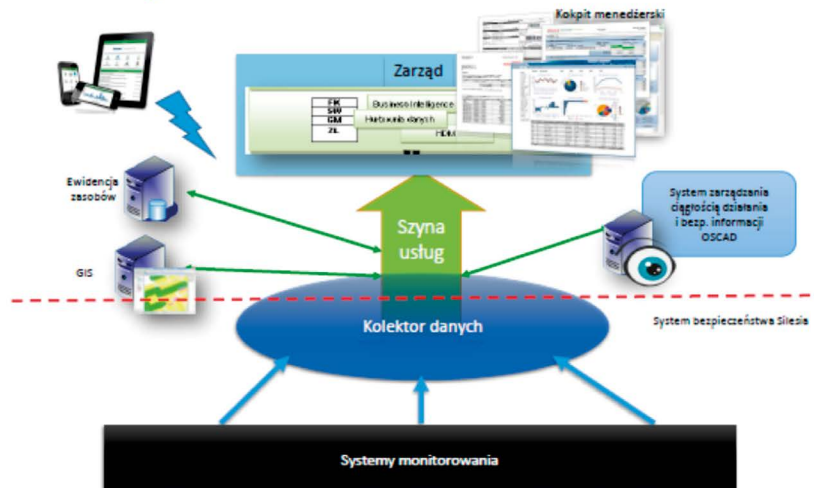 Kokpit menedżerski
Zarząd
FK
SW
GM
ZL
Business Intelligence
Hurtownia danych
Ewidencja
zasobów
Szyna
usług
System zarządzania
ciągłością działania
i bezp. informacji
OSCAD
GIS
Kolektor danych
System bezpieczeństwa Silesia
Systemy monitorowania